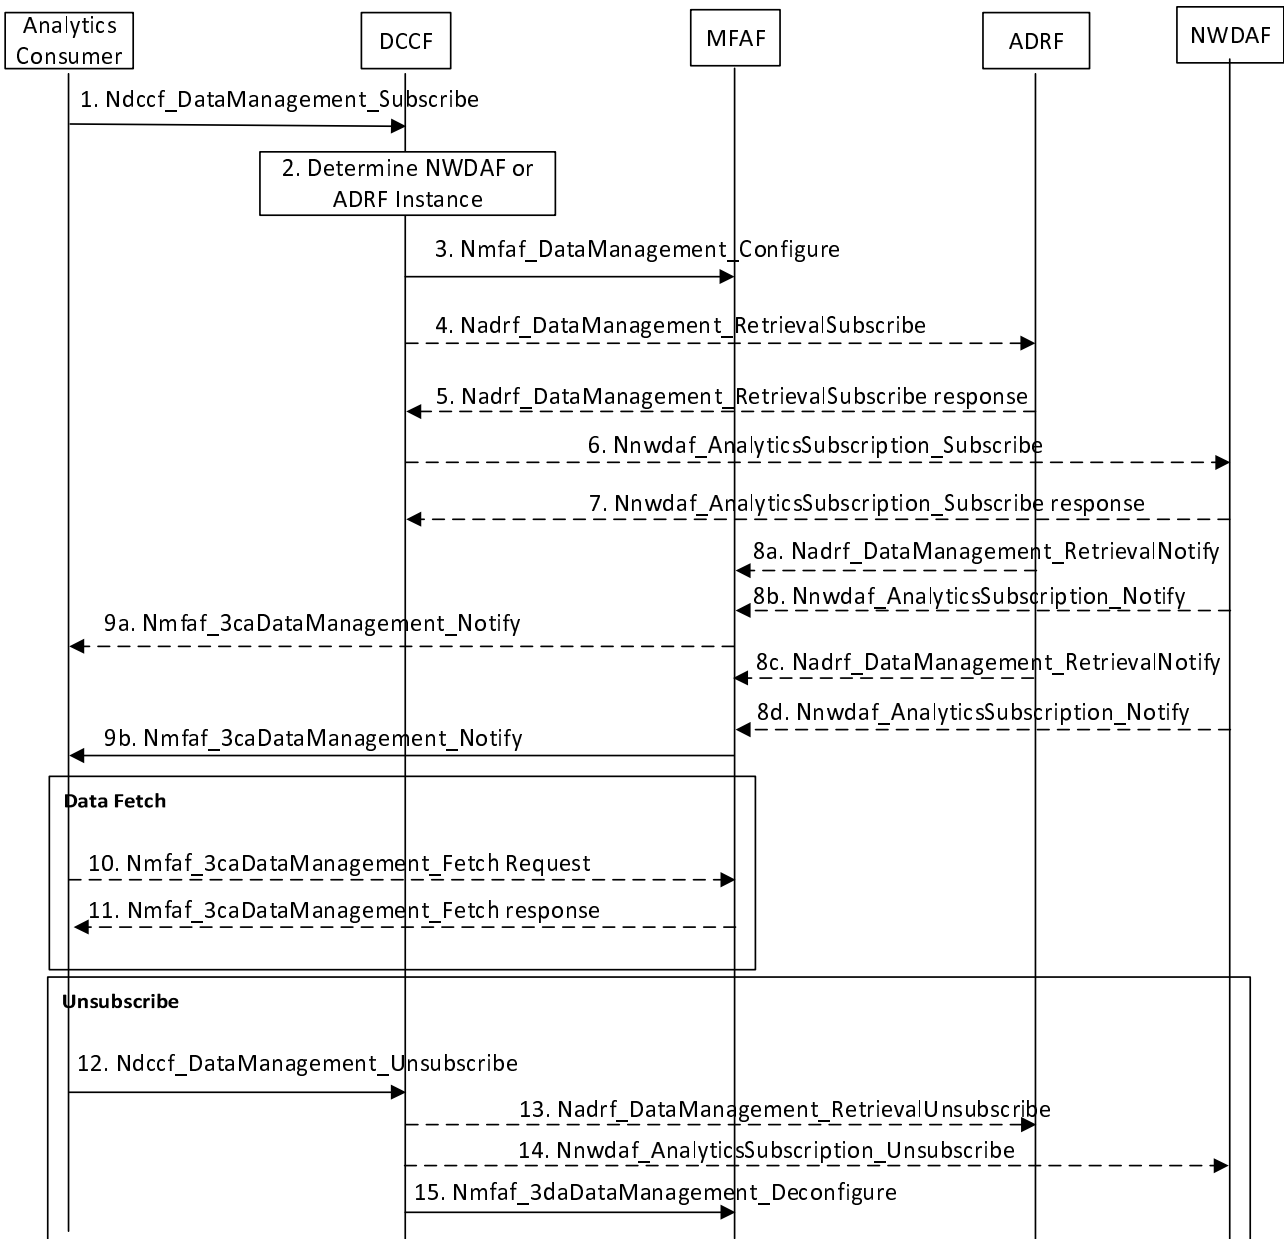 Analytics
Consumer
DCCF
MFAF
ADRF
NWDAF
1. Ndccf_DataManagement_Subscribe
2. Determine NWDAF or
ADRF Instance
3. Nmfaf_DataManagement_Configure
4. Nadrf_DataManagement_RetrievalSubscribe
5. Nadrf_DataManagement_RetrievalSubscribe response
6. Nnwdaf_AnalyticsSubscription_Subscribe
7. Nnwdaf_AnalyticsSubscription_Subscribe response
8a. Nadrf_DataManagement_RetrievalNotify
8b. Nnwdaf_AnalyticsSubscription_Notify
9a. Nmfaf_3caDataManagement_Notify
8c. Nadrf_DataManagement_RetrievalNotify
8d. Nnwdaf_AnalyticsSubscription_Notify
9b. Nmfaf_3caDataManagement_Notify
Data Fetch
10. Nmfaf_3caDataManagement_Fetch Request
11. Nmfaf_3caDataManagement_Fetch response
Unsubscribe
12. Ndccf_DataManagement_Unsubscribe
13. Nadrf_DataManagement_RetrievalUnsubscribe
14. Nnwdaf_AnalyticsSubscription_Unsubscribe
15. Nmfaf_3daDataManagement_Deconfigure